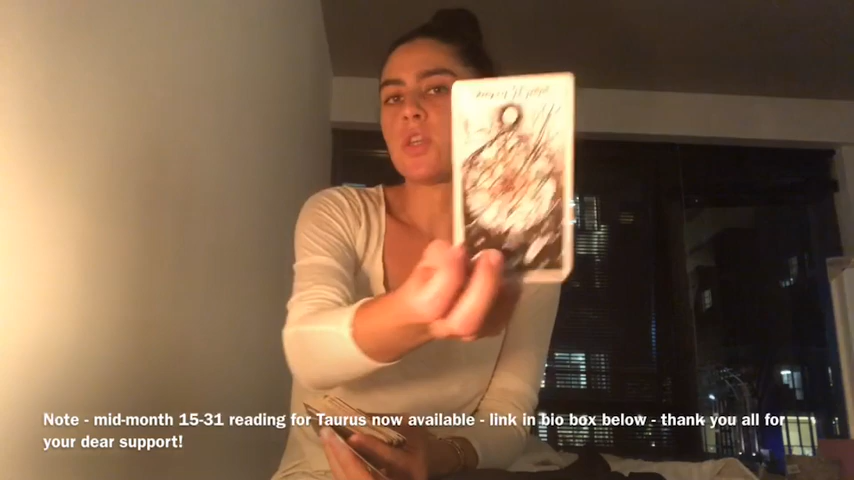 Note - mid-month 15-31 reading for Taurus now available - link in bio box below - thank you all for
your dear support!